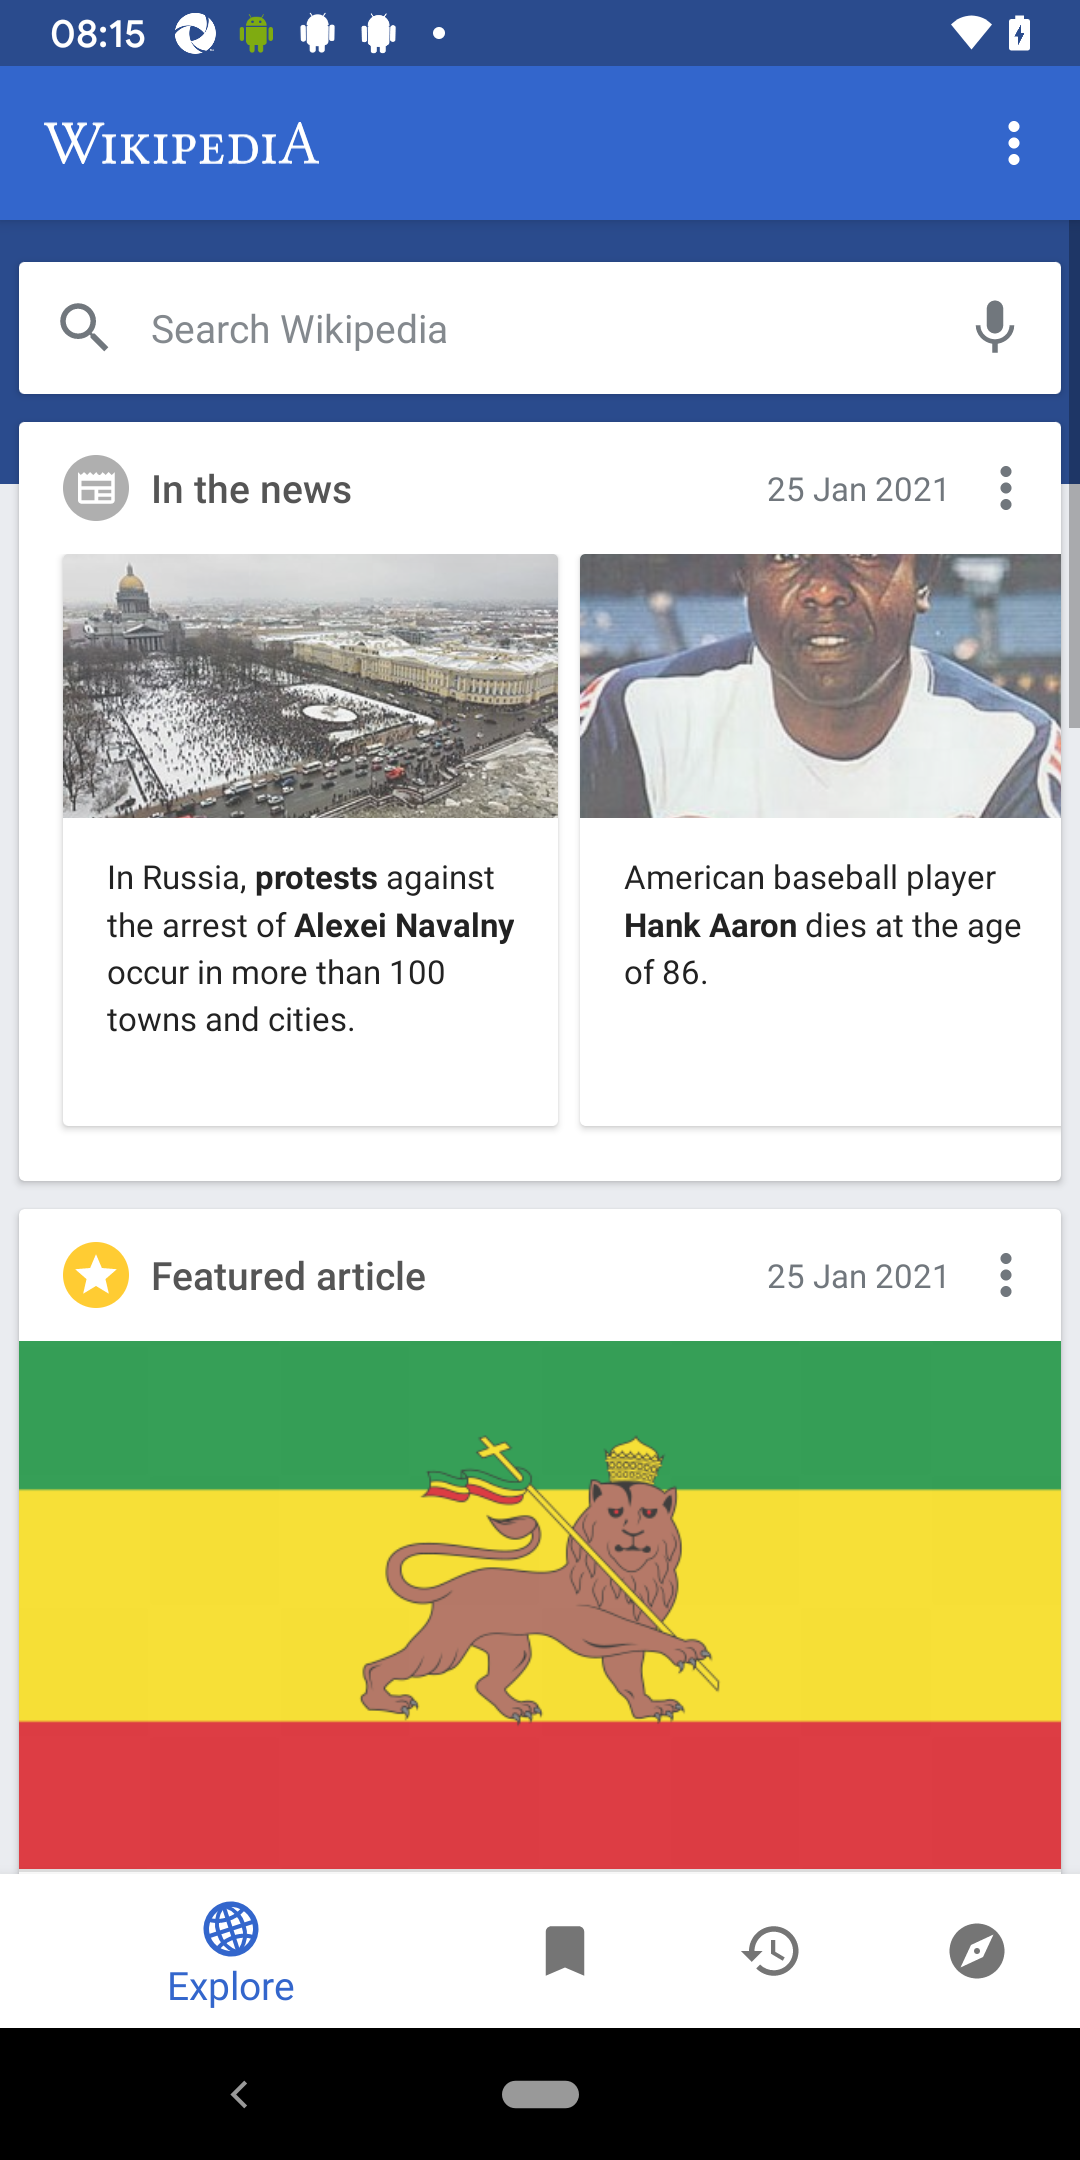 08:15
WIKIPEDIA
Search Wikipedia
In the news
25 Jan 2021
In Russia, protests against
the arrest of Alexei Navalny
occur in more than 100
towns and cities.
American baseball player
Hank Aaron dies at the age
of 86.
Featured article
25 Jan 2021
Explore